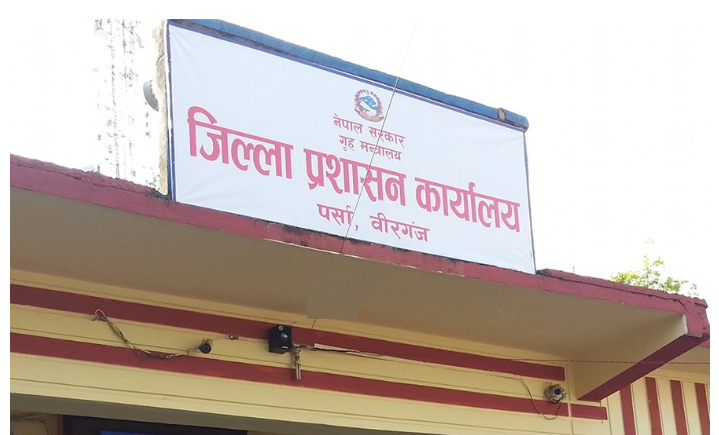 नेपाल सरकार
गृह मन्त्रालय
जिल्ला प्रशासन कार्यालय
पर्सा, वीरगंज